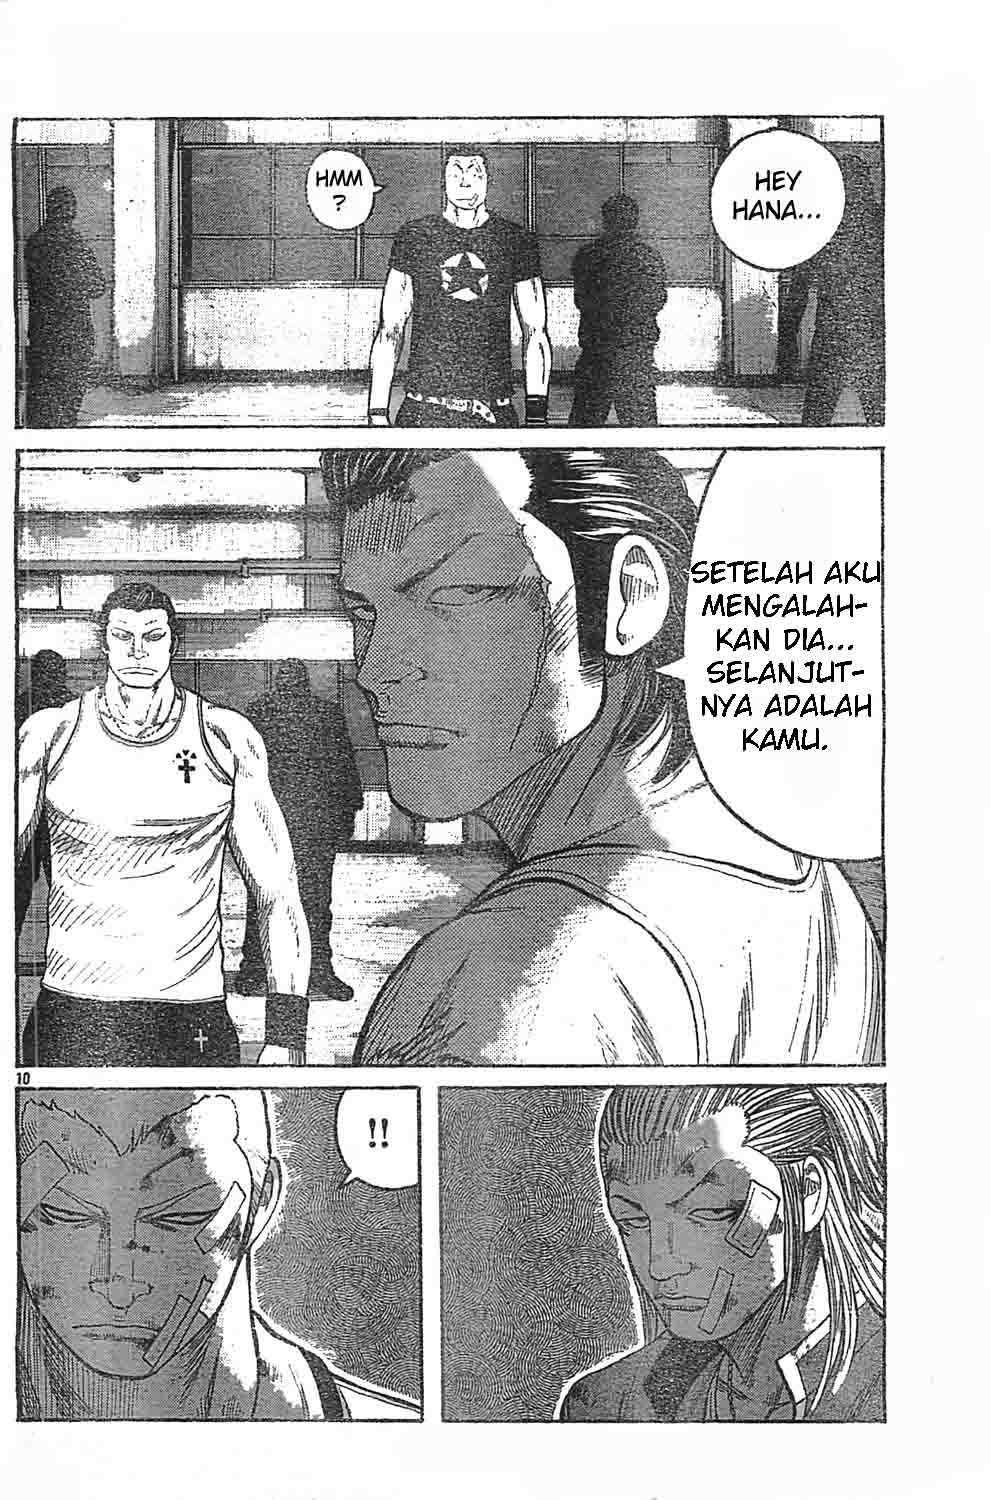 HEY
HANA...
HMM
?
SETELAH AKU
MENGALAH-
KAN DIA...
SELANJUT-
NYA ADALAH
KAMU.
10
!!